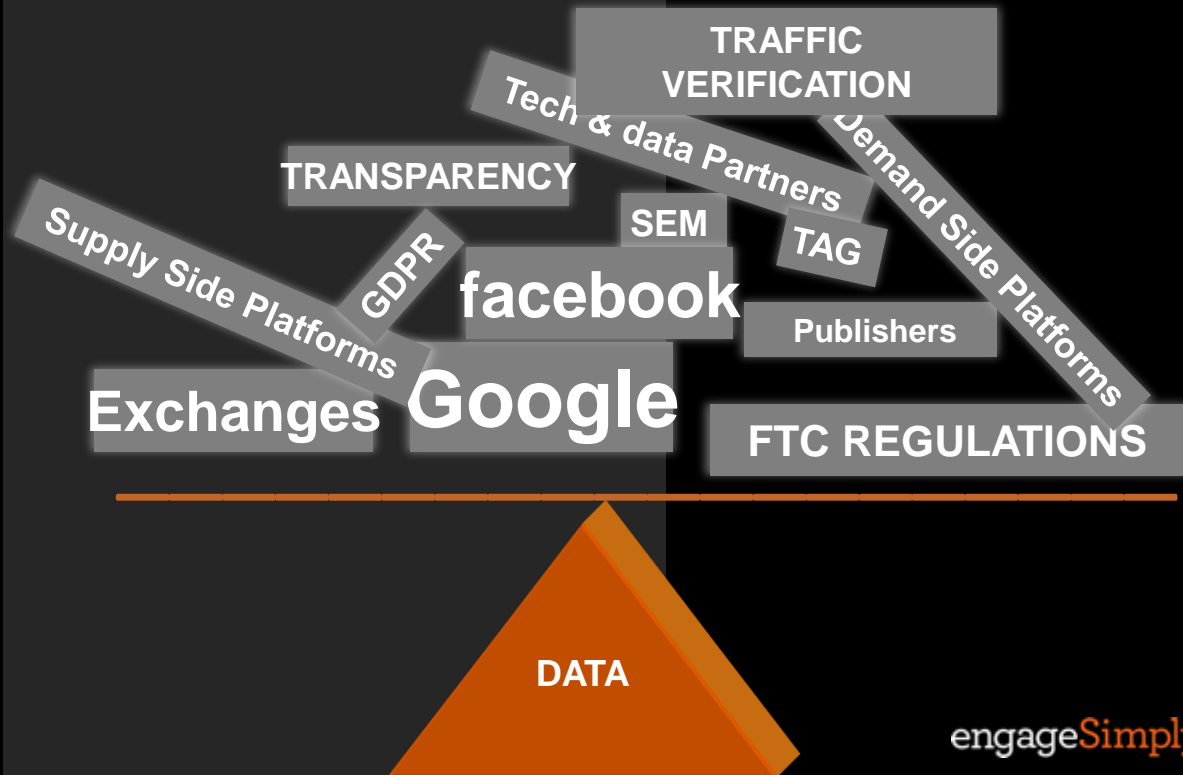 TRAFFIC
VERIFICATION
Tech & data Partners
Demand Side Platforms
TRANSPARENCY
SEM
TAG
Supply Side Platforms
GDPR
facebook
Publishers
Google
Exchanges
FTC REGULATIONS
DATA
engageSimply